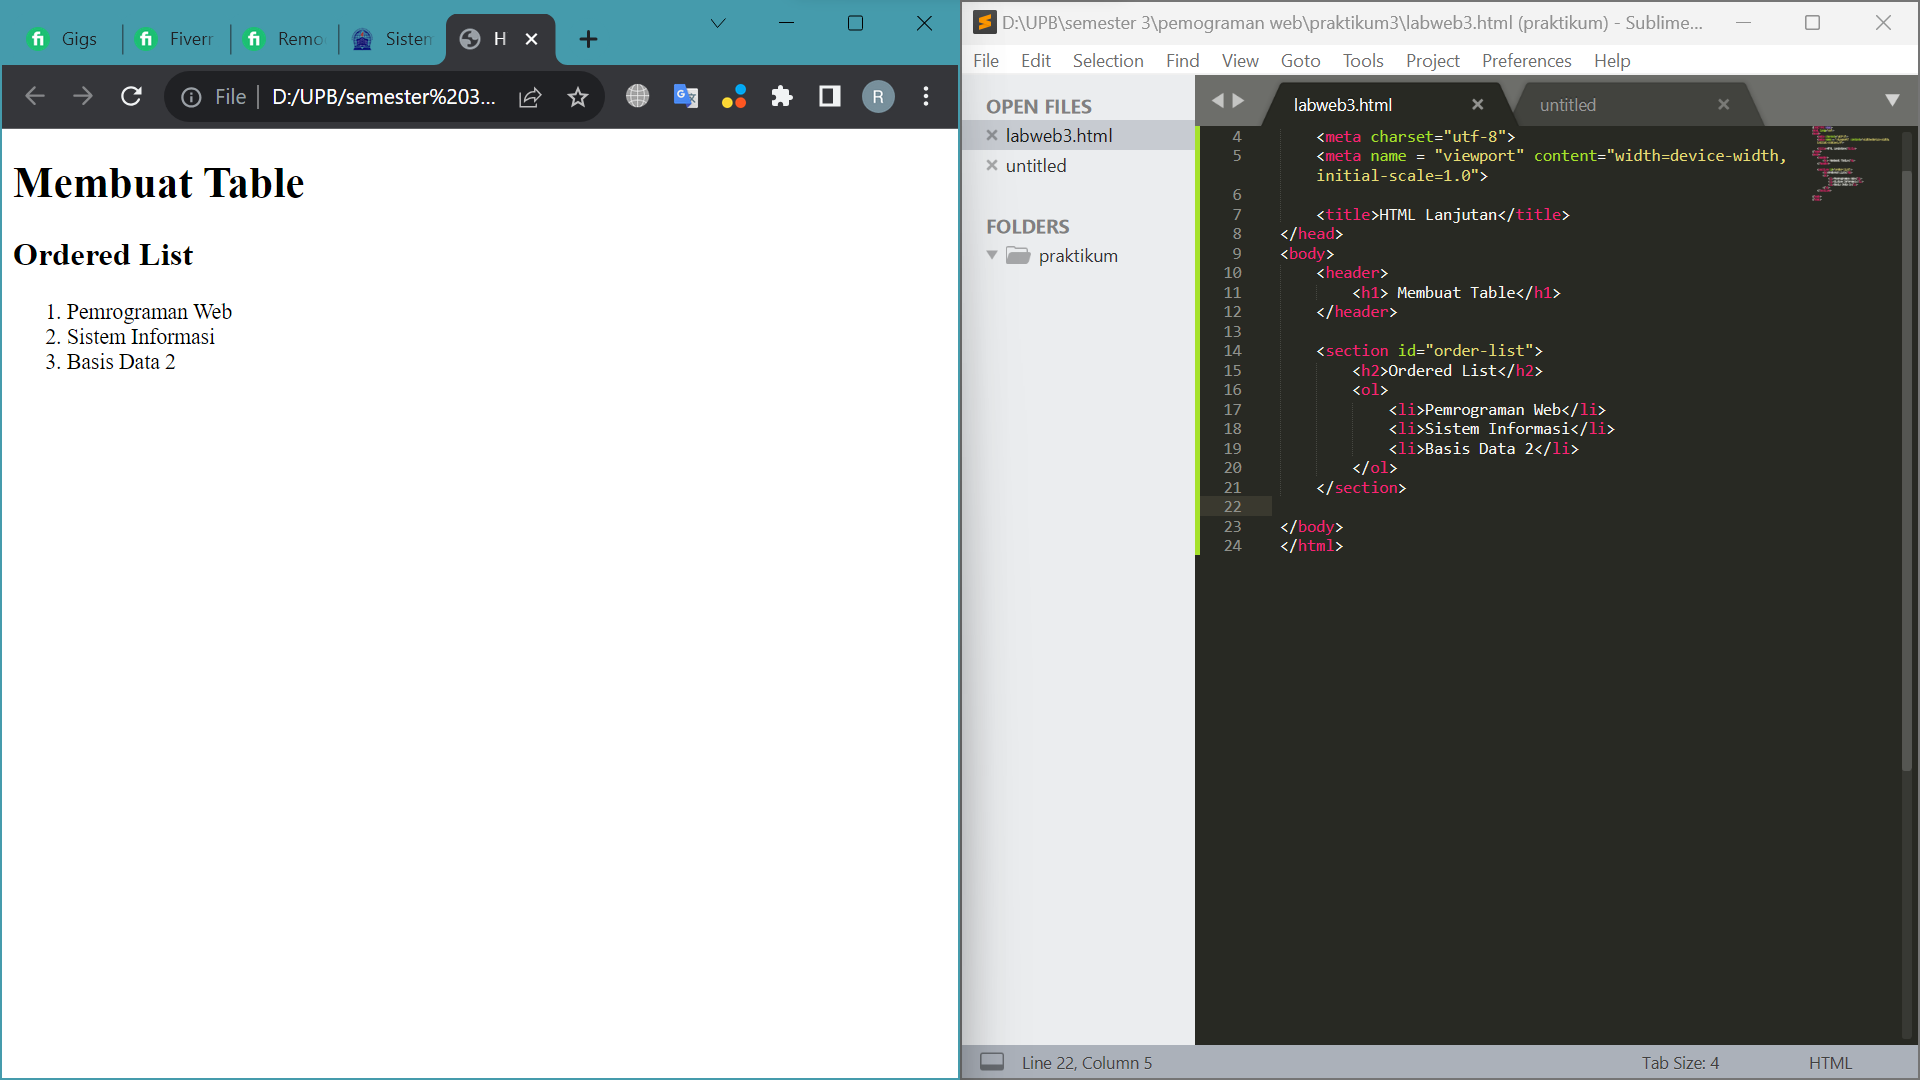 Gigs
Fiverr
Remo
Sistem
H
File
D:/UPB/semester%203...
R
Membuat Table
Ordered List
1. Pemrograman Web
2. Sistem Informasi
3. Basis Data 2
D:\UPB\semester 3\pemograman web\praktikum3\labweb3.html (praktikum) - Sublime...
File Edit Selection Find View Goto Tools Project Preferences Help
OPEN FILES
labweb3.html
untitled
FOLDERS
praktikum
labweb3.html
untitled
4 <meta charset="utf-8">
5 <meta name = "viewport" content="width=device-width,
initial-scale=1.0">
6
7 <title>HTML Lanjutan</title>
8 </head>
9 <body>
10 <header>
11 <h1> Membuat Table</h1>
12 </header>
13
14 <section id="order-list">
15 <h2>Ordered List</h2>
16 <ol>
17 <li>Pemrograman Web</li>
18 <li>Sistem Informasi</li>
19 <li>Basis Data 2</li>
20 </ol>
21 </section>
22
23 </body>
24 </html>
Line 22, Column 5
Tab Size: 4
HTML